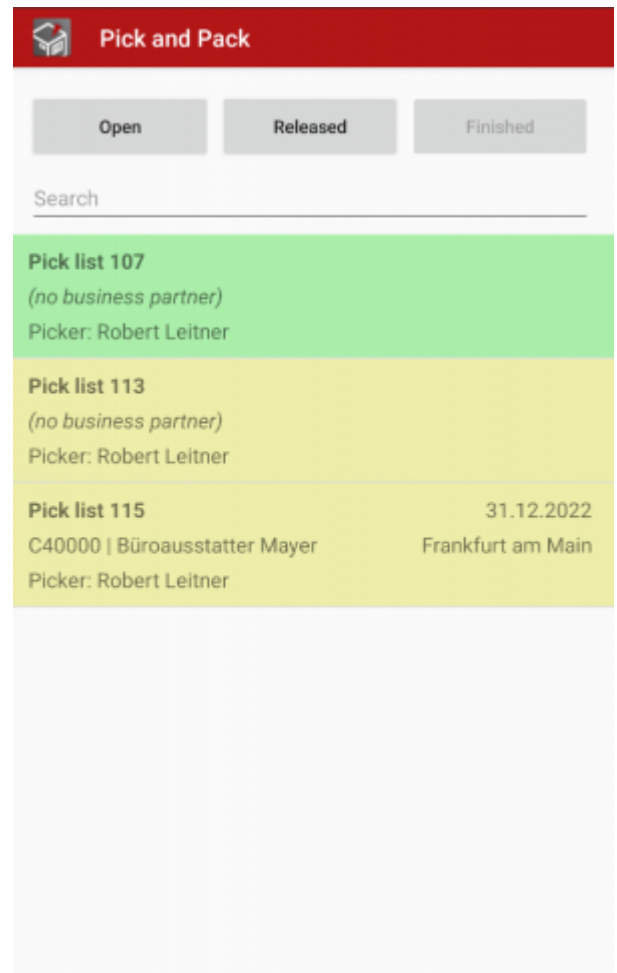 Pick and Pack
Open Released Finished
Search
Pick list 107
(no business partner)
Picker: Robert Leitner
Pick list 113
(no business partner)
Picker: Robert Leitner
Pick list 115 31.12.2022
C40000 | Büroausstatter Mayer Frankfurt am Main
Picker: Robert Leitner